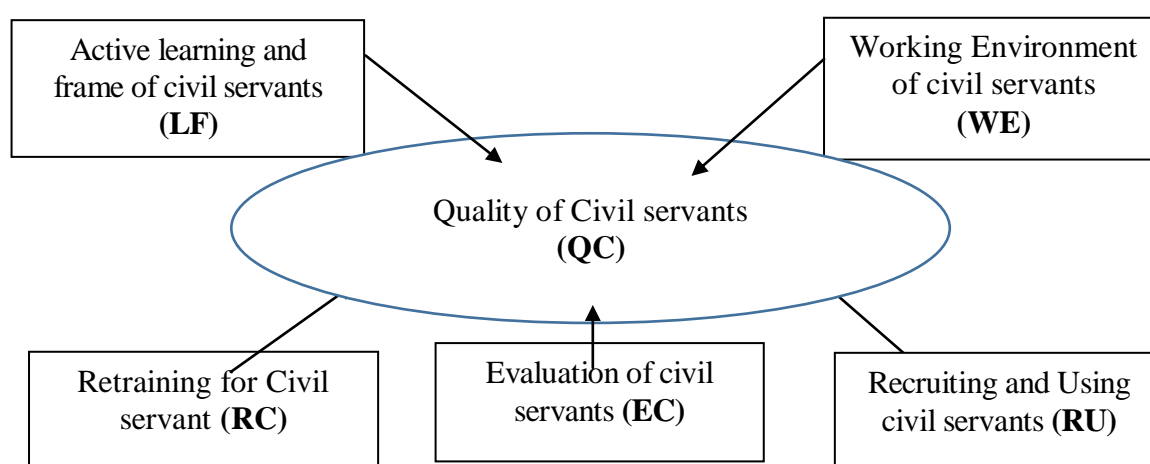 Active learning and
frame of civil servants
(LF)
Working Environment
of civil servants
(WE)
Quality of Civil servants
(QC)
Retraining for Civil
servant (RC)
Evaluation of civil
servants (EC)
Recruiting and Using
civil servants (RU)